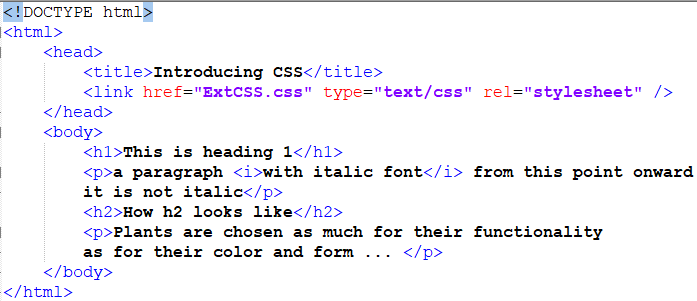 <!DOCTYPE html>
<html>
<head>
<title>Introducing CSS</title>
<link href="ExtCSS.css" type="text/css" rel="stylesheet" />
</head>
<body>
<h1>This is heading 1</h1>
<p>a paragraph <i>with italic font</i> from this point onward
it is not italic</p>
<h2>How h2 looks like</h2>
<p>Plants are chosen as much for their functionality
as for their color and form ... </p>
</body>
</html>